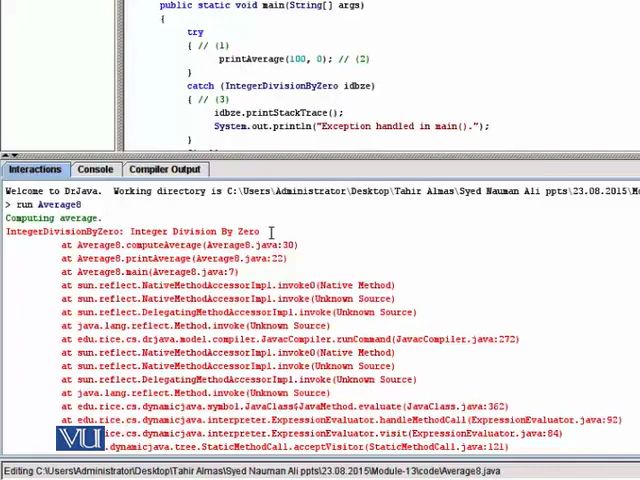 public static void main(String[] args)
{
try
{ // (1)
printAverage(100, 0); // (2)
}
catch (IntegerDivisionByZero idbze)
{ // (3)
idbze.printStackTrace();
System.out.println("Exception handled in main().");
}
Interactions Console Compiler Output
Welcome to DrJava. Working directory is C:\Users\Administrator\Desktop\Tahir Almas\Syed Nauman Ali ppts\23.08.2015\Mo
> run Average8
Computing average.
IntegerDivisionByZero: Integer Division By Zero
at Average8.computeAverage(Average8.java:30)
at Average8.printAverage(Average8.java:22)
at Average8.main(Average8.java:7)
at sun.reflect.NativeMethodAccessorImpl.invoke0(Native Method)
at sun.reflect.NativeMethodAccessorImpl.invoke(Unknown Source)
at sun.reflect.DelegatingMethodAccessorImpl.invoke(Unknown Source)
at java.lang.reflect.Method.invoke(Unknown Source)
at edu.rice.cs.drjava.model.compiler.JavacCompiler.runCommand(JavacCompiler.java:272)
at sun.reflect.NativeMethodAccessorImpl.invoke0(Native Method)
at sun.reflect.NativeMethodAccessorImpl.invoke(Unknown Source)
at sun.reflect.DelegatingMethodAccessorImpl.invoke(Unknown Source)
at java.lang.reflect.Method.invoke(Unknown Source)
at edu.rice.cs.dynamicjava.symbol.JavaClass$JavaMethod.evaluate(JavaClass.java:362)
at edu.rice.cs.dynamicjava.interpreter.ExpressionEvaluator.handleMethodCall(ExpressionEvaluator.java:92)
.rice.cs.dynamicjava.interpreter.ExpressionEvaluator.visit(ExpressionEvaluator.java:84)
.dynamicjava.tree.StaticMethodCall.acceptVisitor(StaticMethodCall.java:121)
VU
Editing C:\Users\Administrator\Desktop\Tahir Almas\Syed Nauman Ali ppts\23.08.2015\Module-13\code\Average8.java